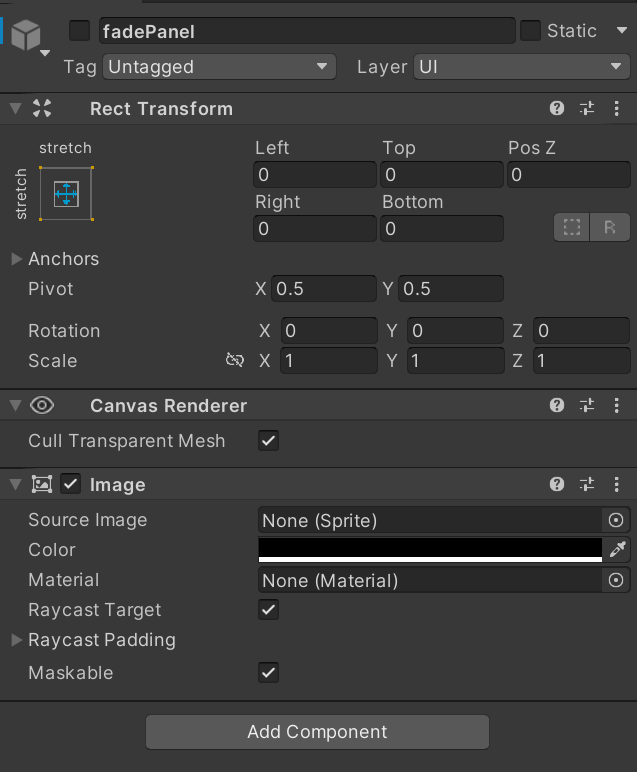 fadePanel Static
Tag Untagged Layer UI
Rect Transform
stretch
stretch
Left Top Pos Z
0 0 0
Right Bottom
0 0 R
Anchors
Pivot X 0.5 Y 0.5
Rotation X 0 Y 0 Z 0
Scale X 1 Y 1 Z 1
Canvas Renderer
Cull Transparent Mesh
Image
Source Image None (Sprite)
Color
Material None (Material)
Raycast Target
Raycast Padding
Maskable
Add Component